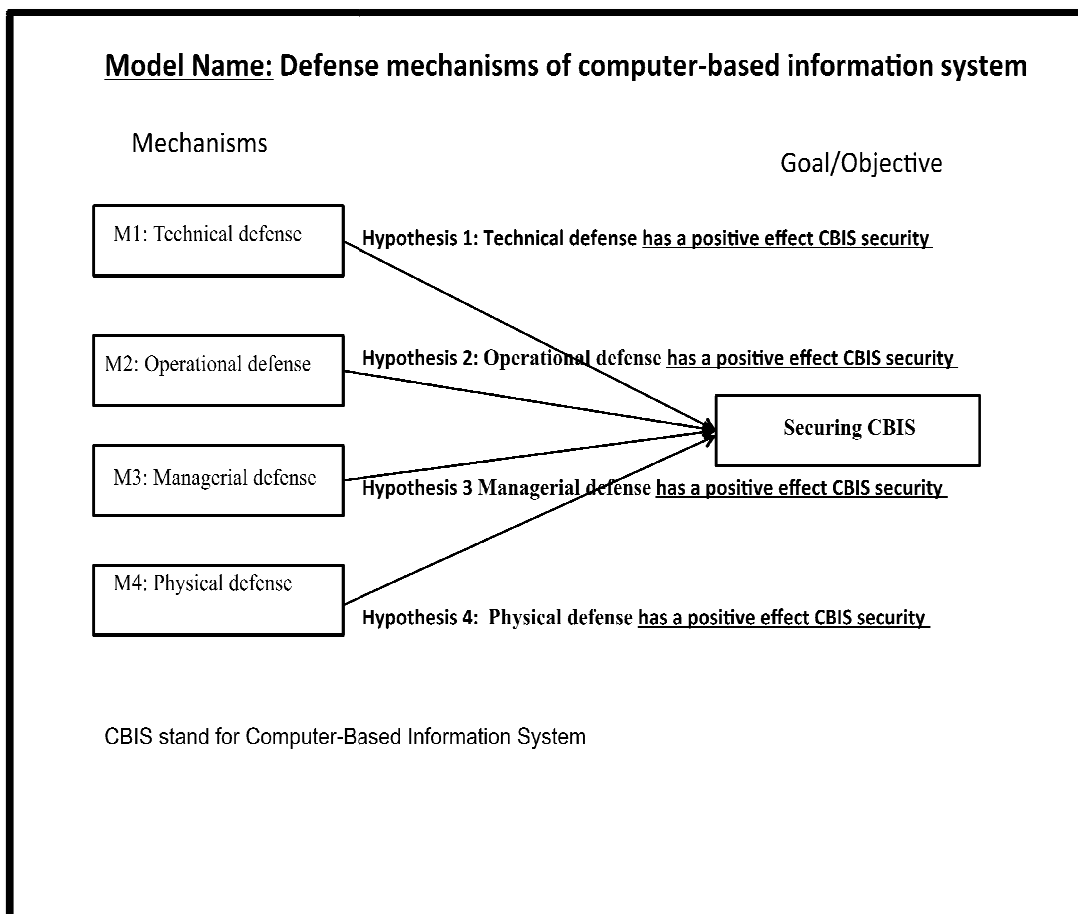 Model Name: Defense mechanisms of computer-based information system
Mechanisms
Goal/Objective
M1: Technical defense
Hypothesis 1: Technical defense has a positive effect CBIS security
M2: Operational defense
Hypothesis 2: Operational defense has a positive effect CBIS security
Securing CBIS
M3: Managerial defense
Hypothesis 3 Managerial defense has a positive effect CBIS security
M4: Physical defense
Hypothesis 4: Physical defense has a positive effect CBIS security
CBIS stand for Computer-Based Information System